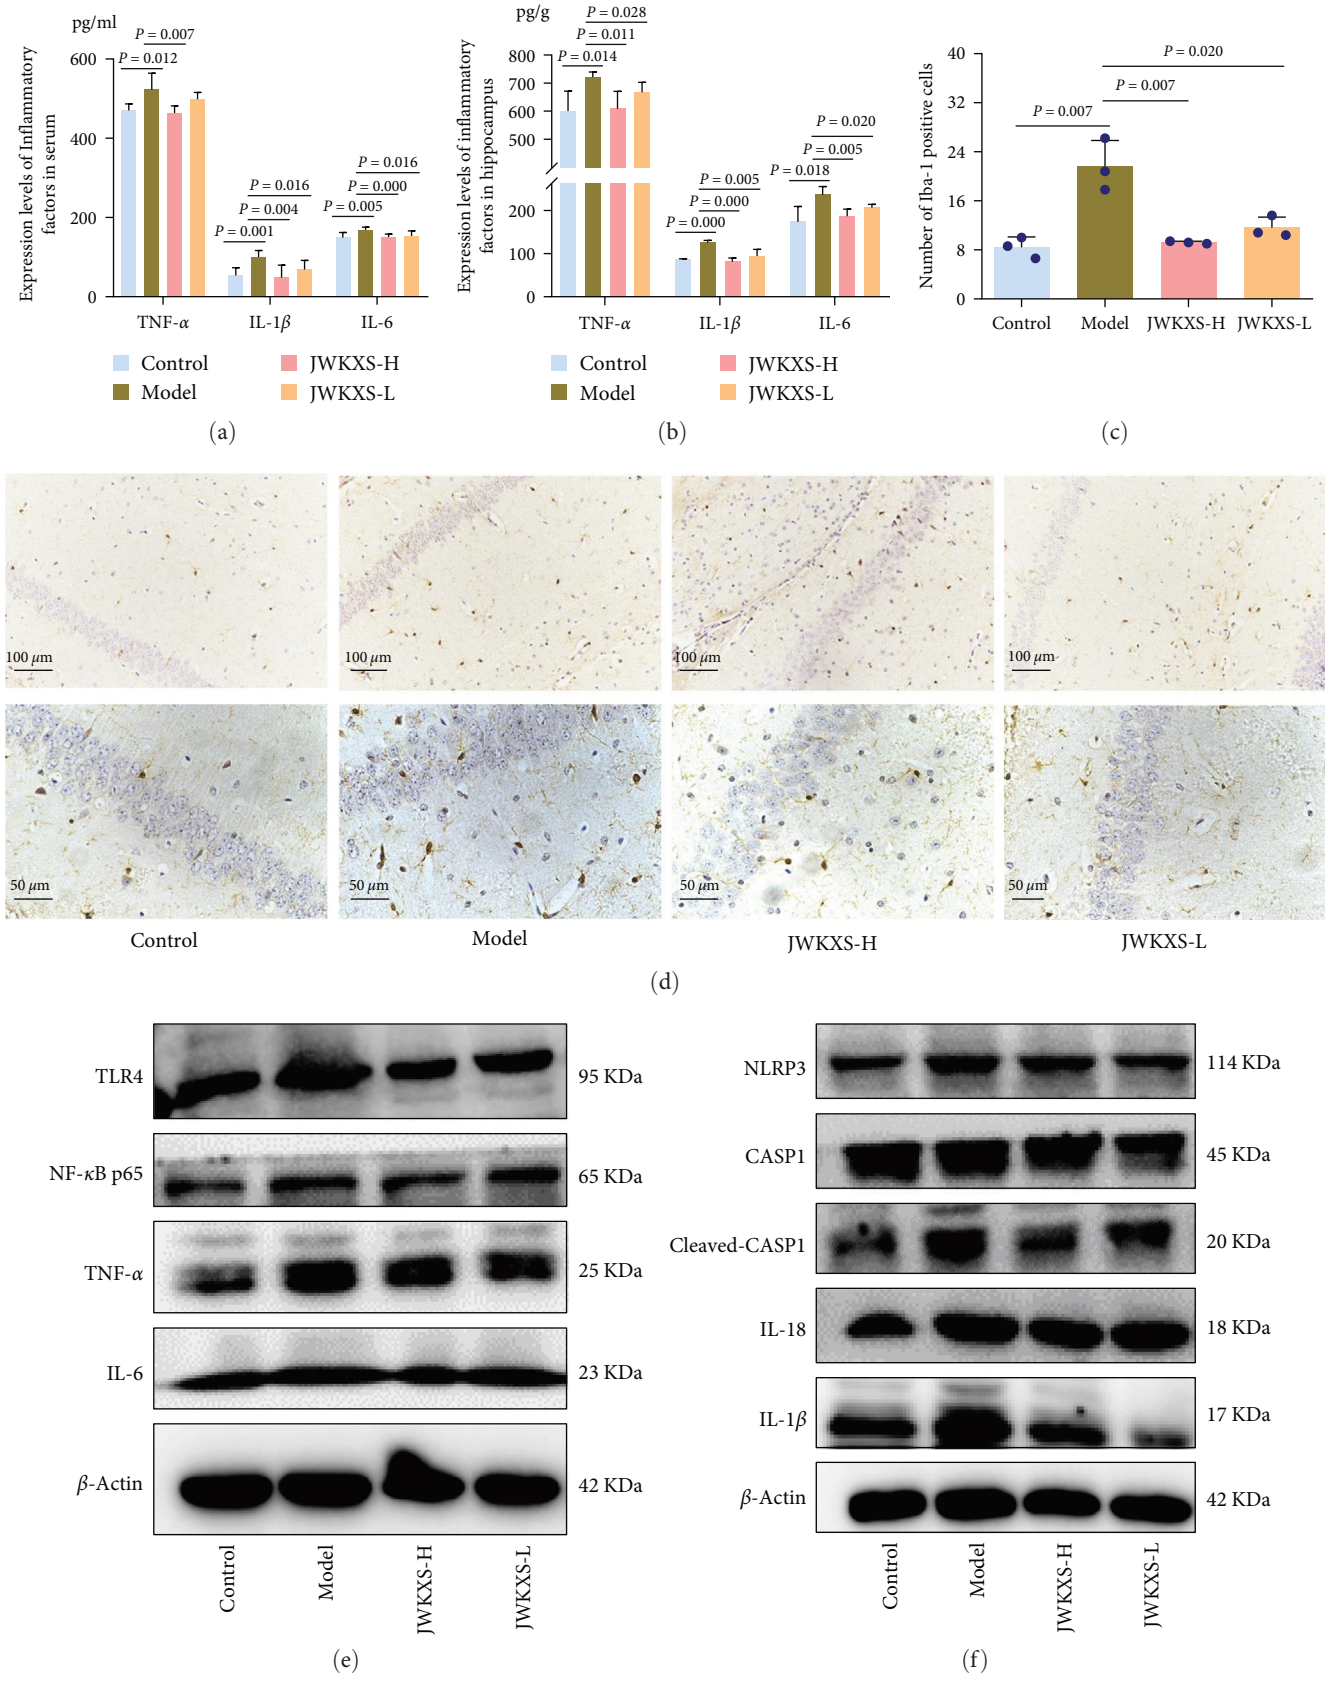 pg/ml
Expression levels of Inflammatory
factors in serum
600
400
200
0
P = 0.007
P = 0.012
P = 0.016
P = 0.004
P = 0.001
P = 0.016
P = 0.000
P = 0.005
TNF-α
IL-1β
IL-6
Control
Model
JWKXS-H
JWKXS-L
(a)
pg/g
Expression levels of inflammatory
factors in hippocampus
800
700
600
500
200
100
0
P = 0.028
P = 0.011
P = 0.014
P = 0.005
P = 0.000
P = 0.000
P = 0.020
P = 0.005
P = 0.018
TNF-α
IL-1β
IL-6
Control
Model
JWKXS-H
JWKXS-L
(b)
Number of Iba-1 positive cells
40
32
24
16
8
0
P = 0.020
P = 0.007
P = 0.007
Control
Model
JWKXS-H
JWKXS-L
(c)
100 μm
100 μm
100 μm
100 μm
50 μm
50 μm
50 μm
50 μm
Control
Model
JWKXS-H
JWKXS-L
(d)
TLR4
95 KDa
NF-κB p65
65 KDa
TNF-α
25 KDa
IL-6
23 KDa
β-Actin
42 KDa
Control
Model
JWKXS-H
JWKXS-L
(e)
NLRP3
114 KDa
CASP1
45 KDa
Cleaved-CASP1
20 KDa
IL-18
18 KDa
IL-1β
17 KDa
β-Actin
42 KDa
Control
Model
JWKXS-H
JWKXS-L
(f)